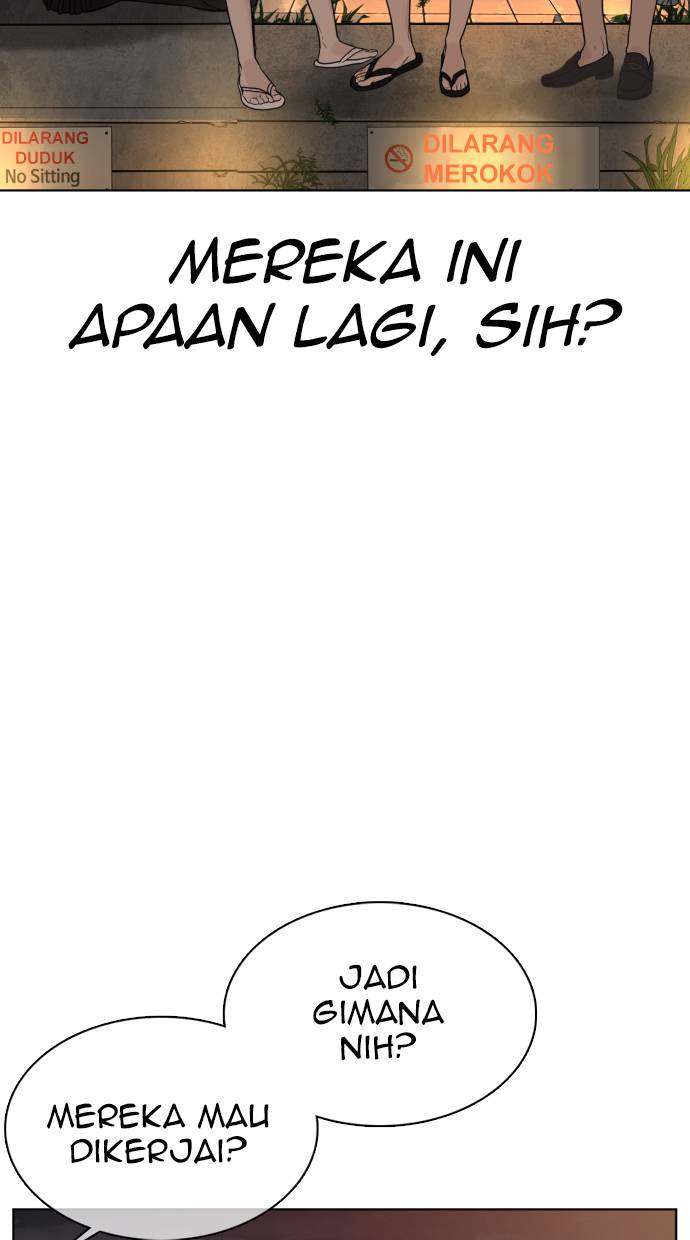 DILARANG
DUDUK
No Sitting
DILARANG
MEROKOK
MEREKA INI
APAAN LAGI, SIH?
JADI
GIMANA
NIH?
MEREKA MAU
DIKERJAI?